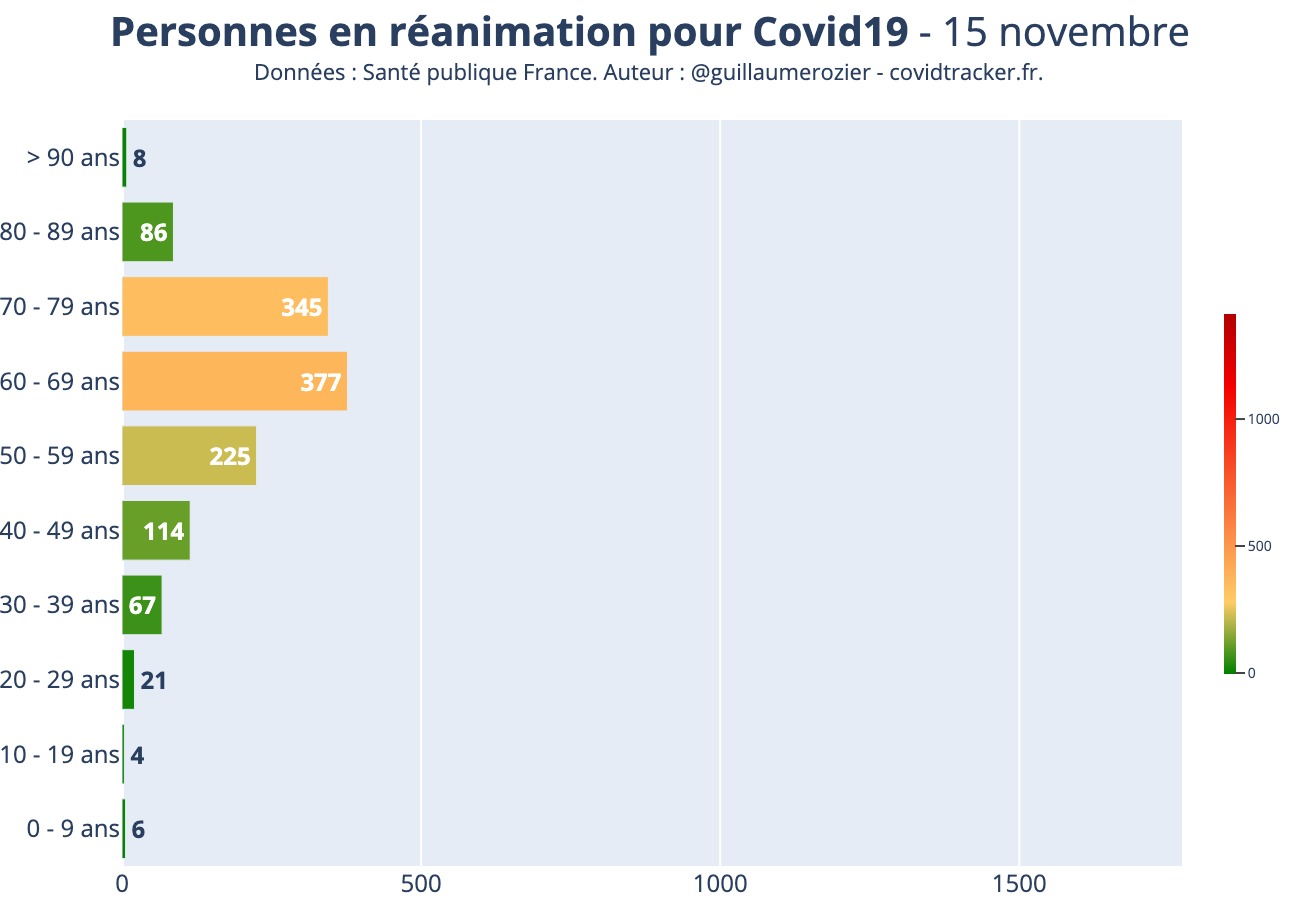 Personnes en réanimation pour Covid19 - 15 novembre
Données : Santé publique France. Auteur : @guillaumerozier - covidtracker.fr.
> 90 ans 8
80 - 89 ans 86
70 - 79 ans 345
60 - 69 ans 377
50 - 59 ans 225
40 - 49 ans 114
30 - 39 ans 67
20 - 29 ans 21
10 - 19 ans 4
0 - 9 ans 6
0 500 1000 1500
1000
500
0